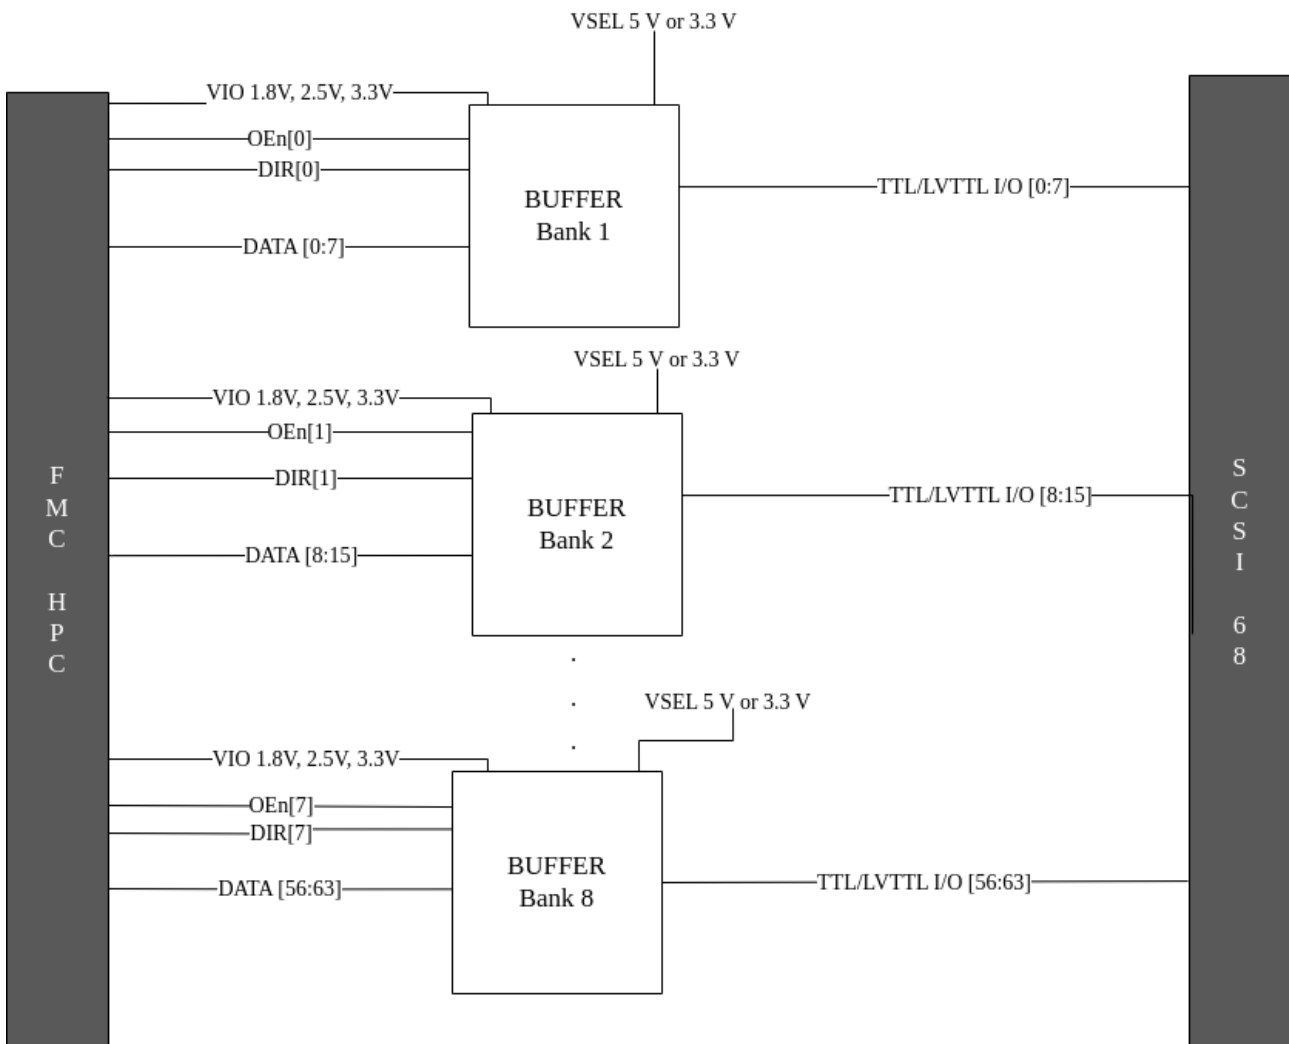 VSEL 5 V or 3.3 V
VIO 1.8V, 2.5V, 3.3V
OEn[0]
DIR[0]
TTL/LVTTL I/O [0:7]
BUFFER
Bank 1
DATA [0:7]
VSEL 5 V or 3.3 V
VIO 1.8V, 2.5V, 3.3V
OEn[1]
DIR[1]
TTL/LVTTL I/O [8:15]
BUFFER
Bank 2
DATA [8:15]
F
M
C
H
P
C
S
C
S
I
6
8
.
.
.
VSEL 5 V or 3.3 V
VIO 1.8V, 2.5V, 3.3V
OEn[7]
DIR[7]
BUFFER
Bank 8
DATA [56:63]
TTL/LVTTL I/O [56:63]